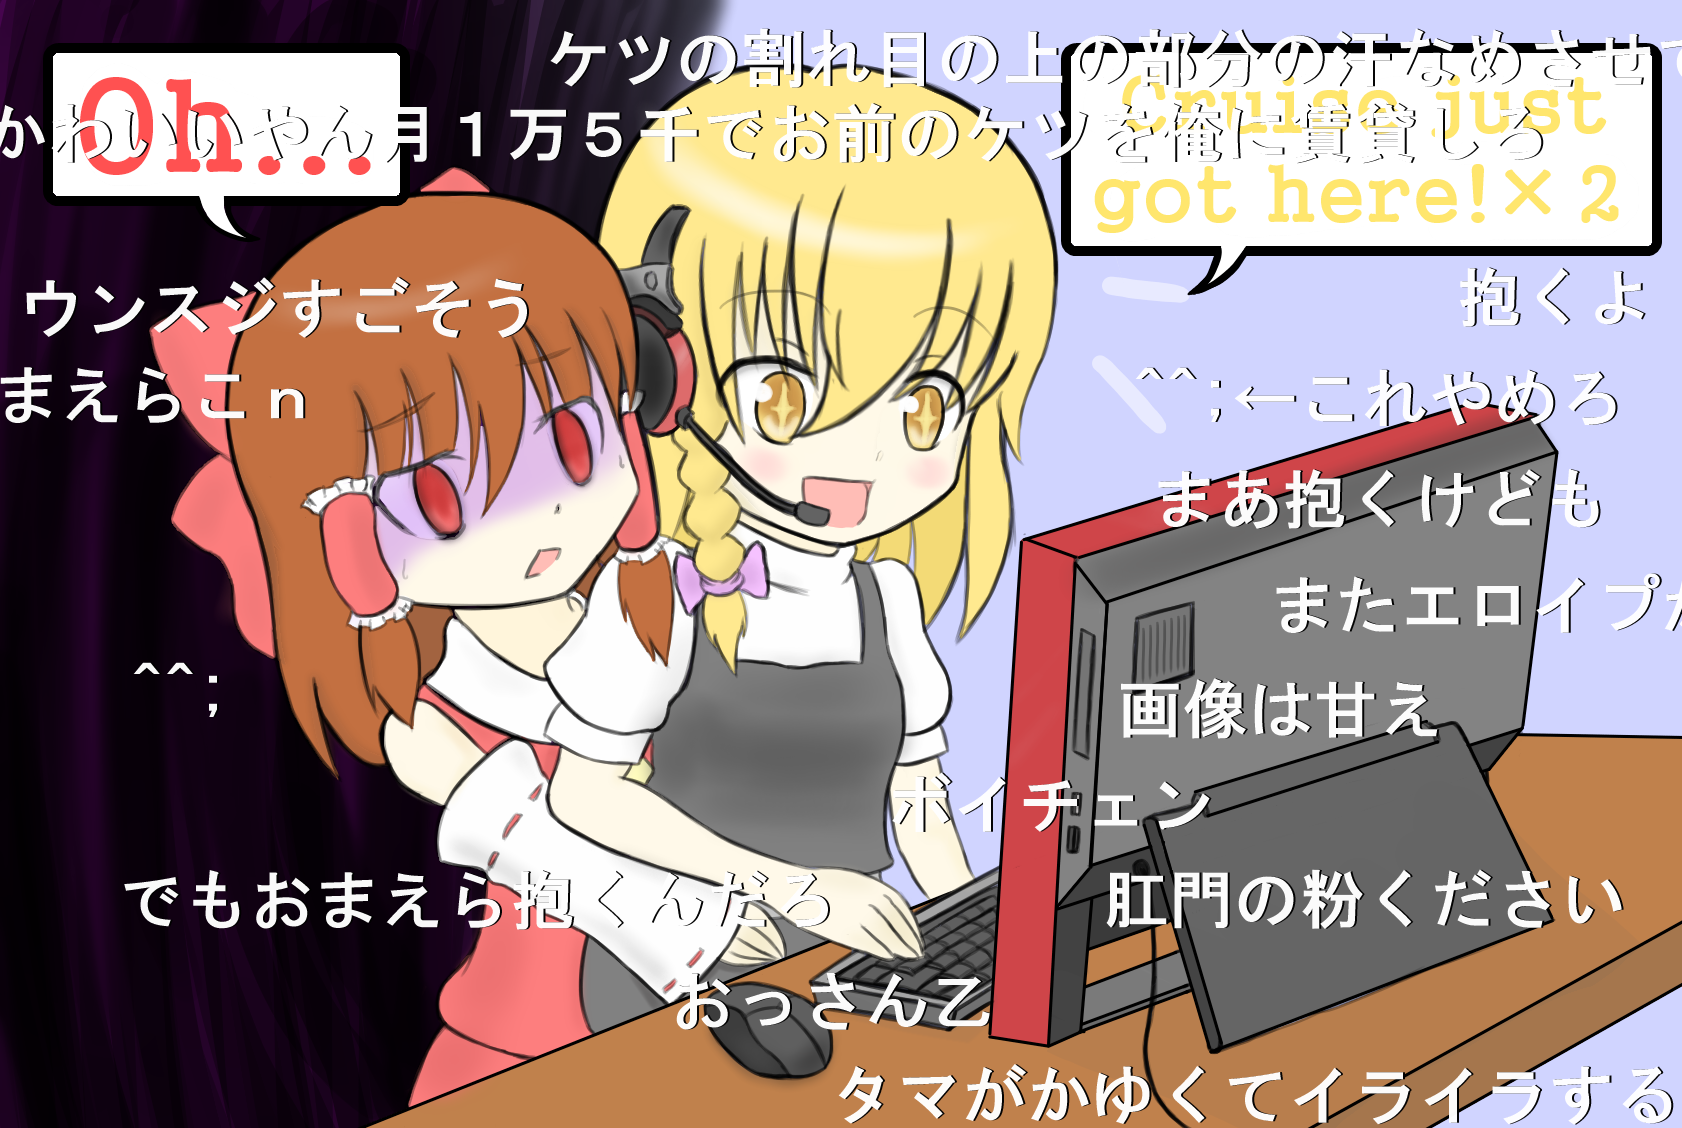 ケツの割れ目の上の部分の汗なめさせて
Oh...
Cruise just
got here!×2
かわいいやん月１万５千でお前のケツを俺に賃貸しろ
ウンスジすごそう
抱くよ
まえらこｎ
^^;←これやめろ
まあ抱くけども
またエロイプか
^^;
画像は甘え
ボイチェン
でもおまえら抱くんだろ
肛門の粉ください
おっさん乙
タマがかゆくてイライラする